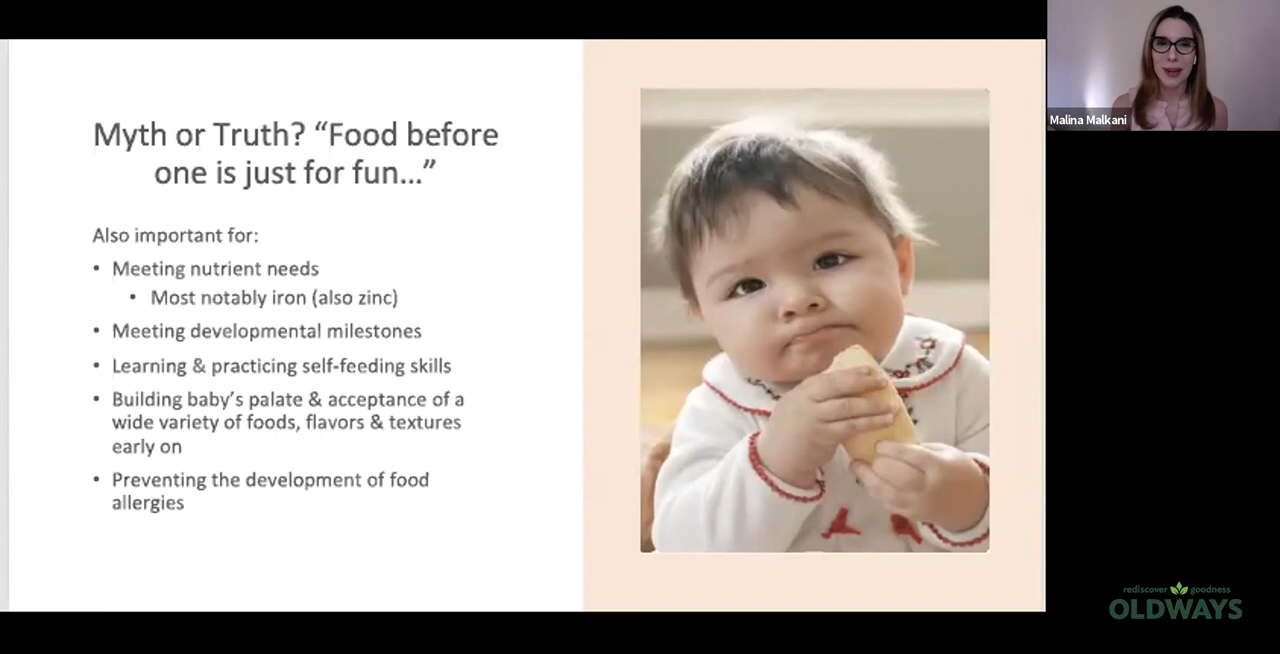 Myth or Truth? “Food before
one is just for fun...”
Also important for:
• Meeting nutrient needs
• Most notably iron (also zinc)
• Meeting developmental milestones
• Learning & practicing self-feeding skills
• Building baby’s palate & acceptance of a
wide variety of foods, flavors & textures
early on
• Preventing the development of food
allergies
Malina Malkani
rediscover goodness
OLDWAYS